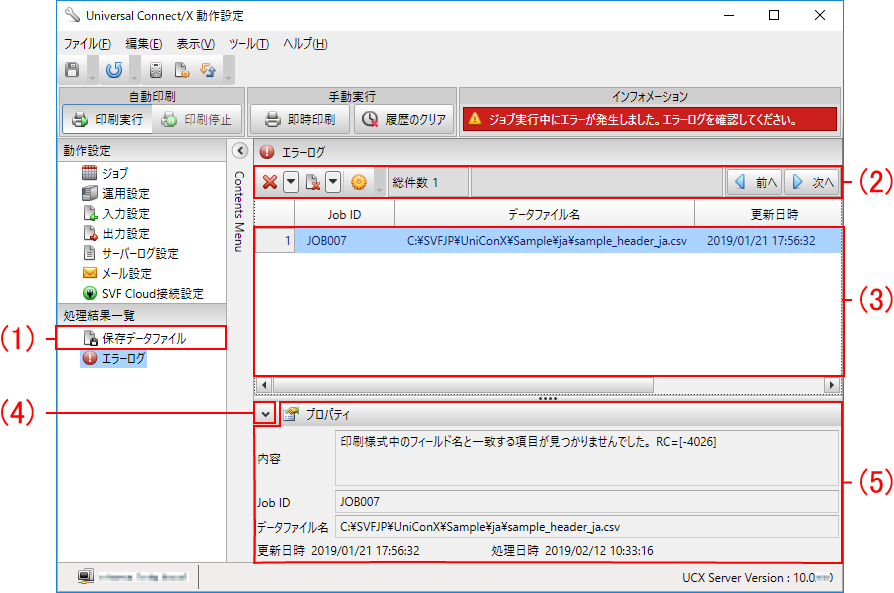 Universal Connect/X 動作設定
ファイル(F) 編集(E) 表示(V) ツール(T) ヘルプ(H)
自動印刷 手動実行 インフォメーション
印刷実行 印刷停止 即時印刷 履歴のクリア ジョブ実行中にエラーが発生しました。エラーログを確認してください。
動作設定
ジョブ
運用設定
入力設定
出力設定
サーバーログ設定
メール設定
SVF Cloud接続設定
処理結果一覧
(1) 保存データファイル
エラーログ
Contents Menu
エラーログ
総件数 1 前へ 次へ (2)
Job ID データファイル名 更新日時
1 JOB007 C:¥SVFJP¥UniConX¥Sample¥ja¥sample_header_ja.csv 2019/01/21 17:56:32
(3)
(4) プロパティ
内容 印刷様式中のフィールド名と一致する項目が見つかりませんでした。 RC=[-4026]
(5)
Job ID JOB007
データファイル名 C:¥SVFJP¥UniConX¥Sample¥ja¥sample_header_ja.csv
更新日時 2019/01/21 17:56:32 処理日時 2019/02/12 10:33:16
UCX Server Version : 10.0